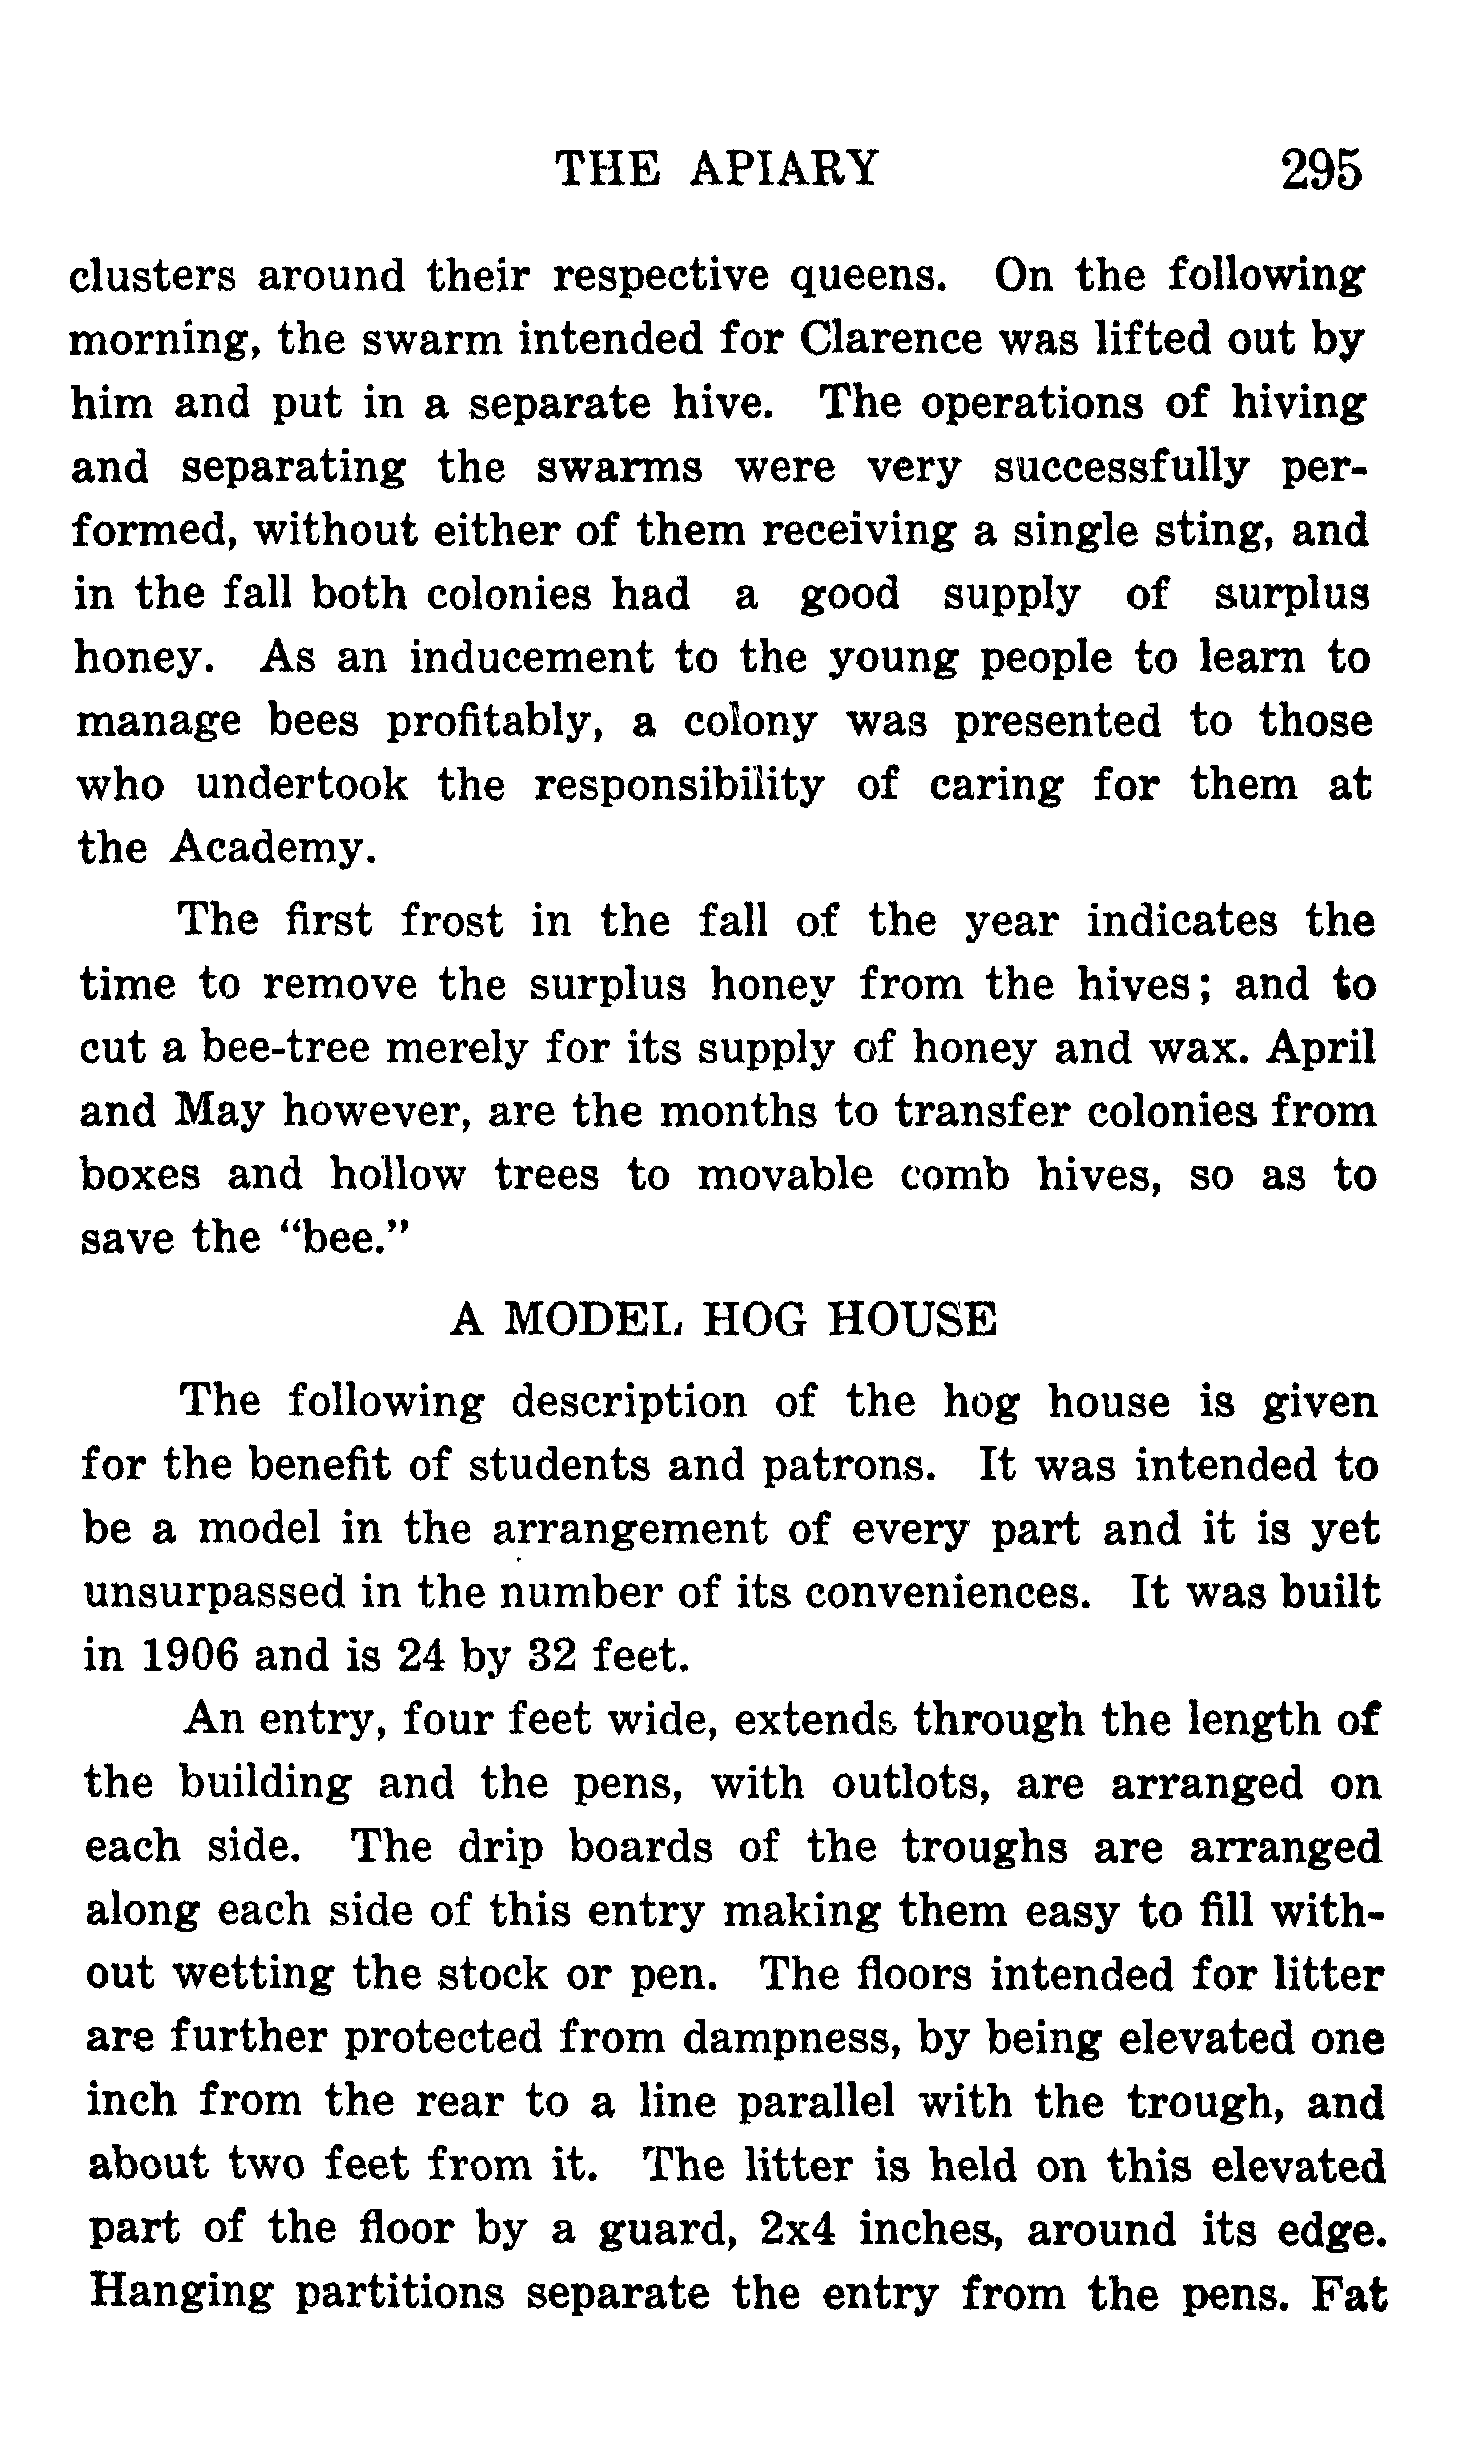 THE APIARY 295
clusters around their respective queens. On the following
morning, the swarm intended for Clarence was lifted out by
him and put in a separate hive. The operations of hiving
and separating the swarms were very successfully per-
formed, without either of them receiving a single sting, and
in the fall both colonies had a good supply of surplus
honey. As an inducement to the young people to learn to
manage bees profitably, a colony was presented to those
who undertook the responsibility of caring for them at
the Academy.
The first frost in the fall of the year indicates the
time to remove the surplus honey from the hives; and to
cut a bee-tree merely for its supply of honey and wax. April
and May however, are the months to transfer colonies from
boxes and hollow trees to movable comb hives, so as to
save the "bee."
A MODEL HOG HOUSE
The following description of the hog house is given
for the benefit of students and patrons. It was intended to
be a model in the arrangement of every part and it is yet
unsurpassed in the number of its conveniences. It was built
in 1906 and is 24 by 32 feet.
An entry, four feet wide, extends through the length of
the building and the pens, with outlots, are arranged on
each side. The drip boards of the troughs are arranged
along each side of this entry making them easy to fill with-
out wetting the stock or pen. The floors intended for litter
are further protected from dampness, by being elevated one
inch from the rear to a line parallel with the trough, and
about two feet from it. The litter is held on this elevated
part of the floor by a guard, 2x4 inches, around its edge.
Hanging partitions separate the entry from the pens. Fat